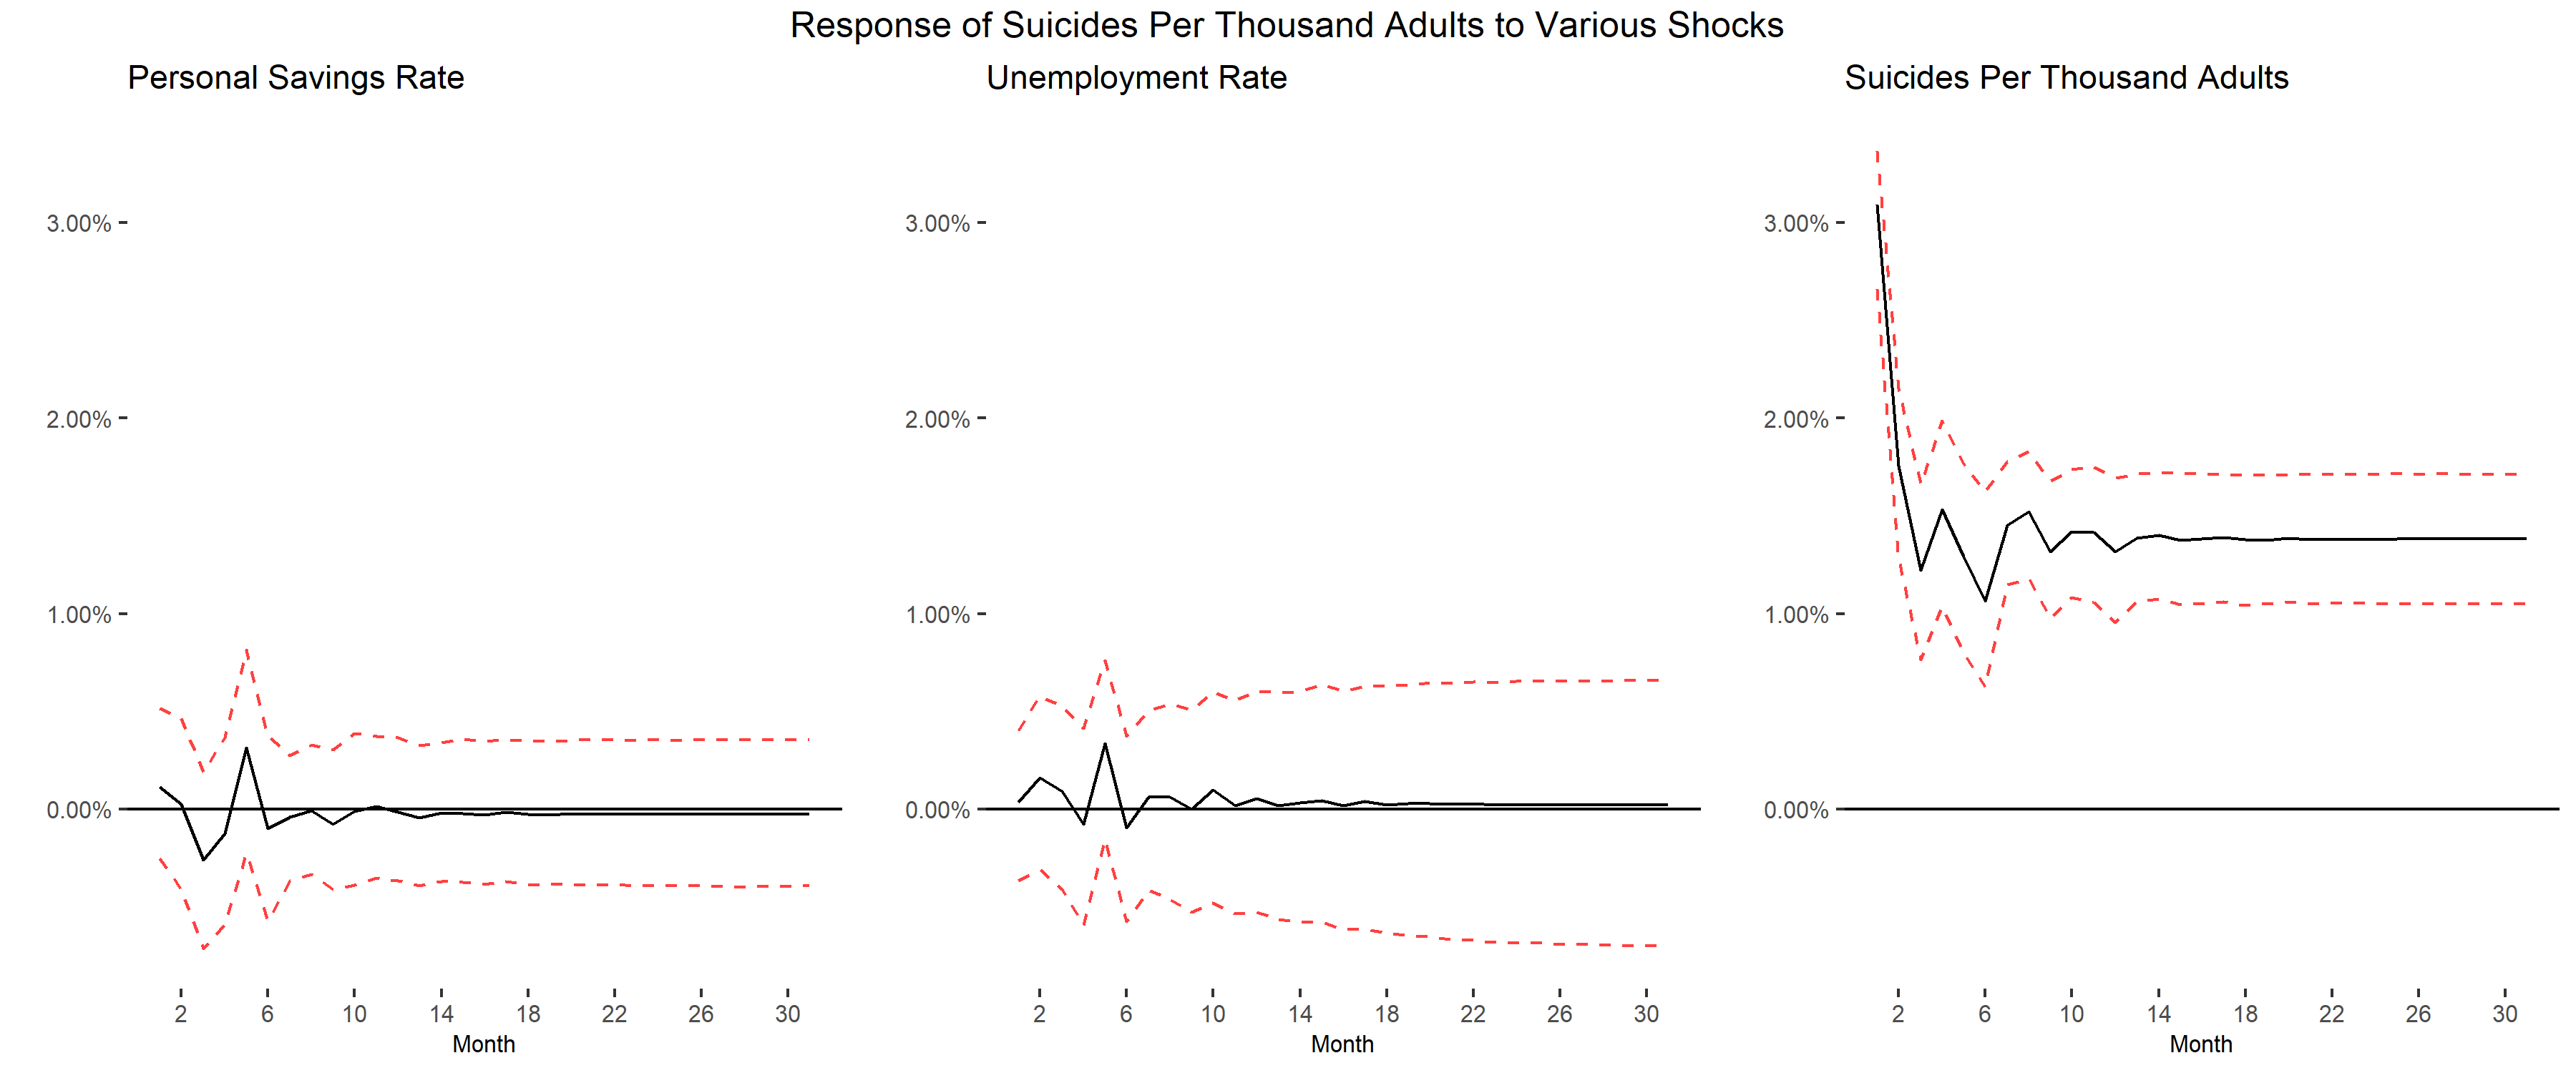 Response of Suicides Per Thousand Adults to Various Shocks
Personal Savings Rate
3.00%
2.00%
1.00%
0.00%
2 6 10 14 18 22 26 30
Month
Unemployment Rate
3.00%
2.00%
1.00%
0.00%
2 6 10 14 18 22 26 30
Month
Suicides Per Thousand Adults
3.00%
2.00%
1.00%
0.00%
2 6 10 14 18 22 26 30
Month